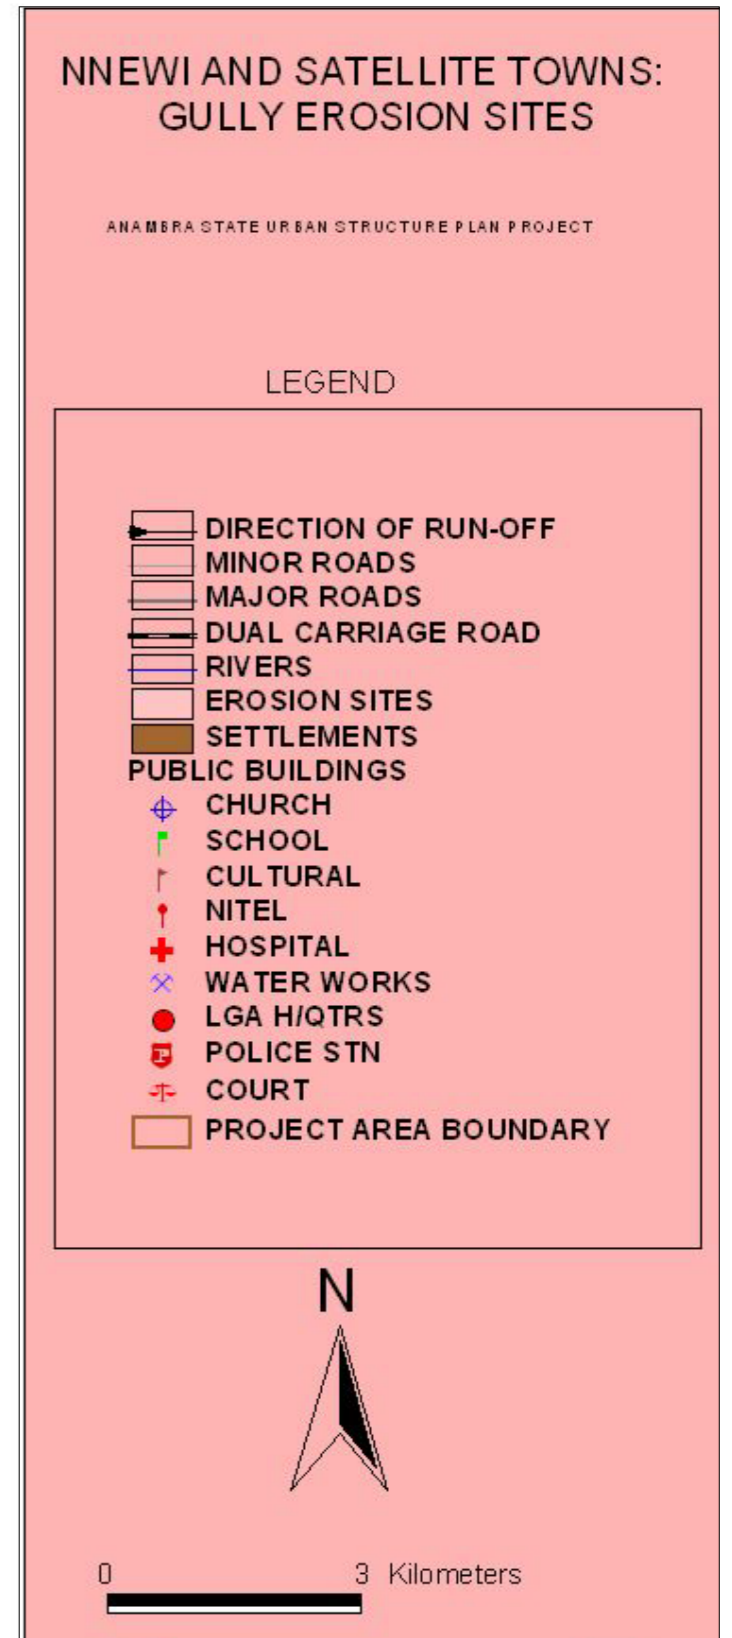 NNEWI AND SATELLITE TOWNS:
GULLY EROSION SITES
ANAMBRA STATE URBAN STRUCTURE PLAN PROJECT
LEGEND
DIRECTION OF RUN-OFF
MINOR ROADS
MAJOR ROADS
DUAL CARRIAGE ROAD
RIVERS
EROSION SITES
SETTLEMENTS
PUBLIC BUILDINGS
CHURCH
SCHOOL
CULTURAL
NITEL
HOSPITAL
WATER WORKS
LGA H/QTRS
P POLICE STN
COURT
PROJECT AREA BOUNDARY
N
0 3 Kilometers